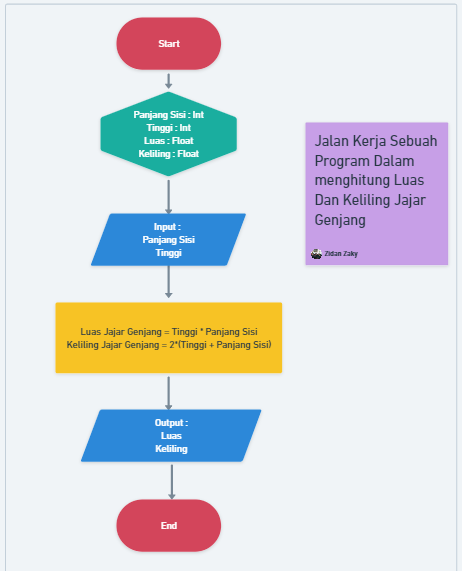 Start
Panjang Sisi : Int
Tinggi : Int
Luas : Float
Keliling : Float
Jalan Kerja Sebuah
Program Dalam
menghitung Luas
Dan Keliling Jajar
Genjang
Zidan Zaky
Input :
Panjang Sisi
Tinggi
Luas Jajar Genjang = Tinggi * Panjang Sisi
Keliling Jajar Genjang = 2*(Tinggi + Panjang Sisi)
Output :
Luas
Keliling
End